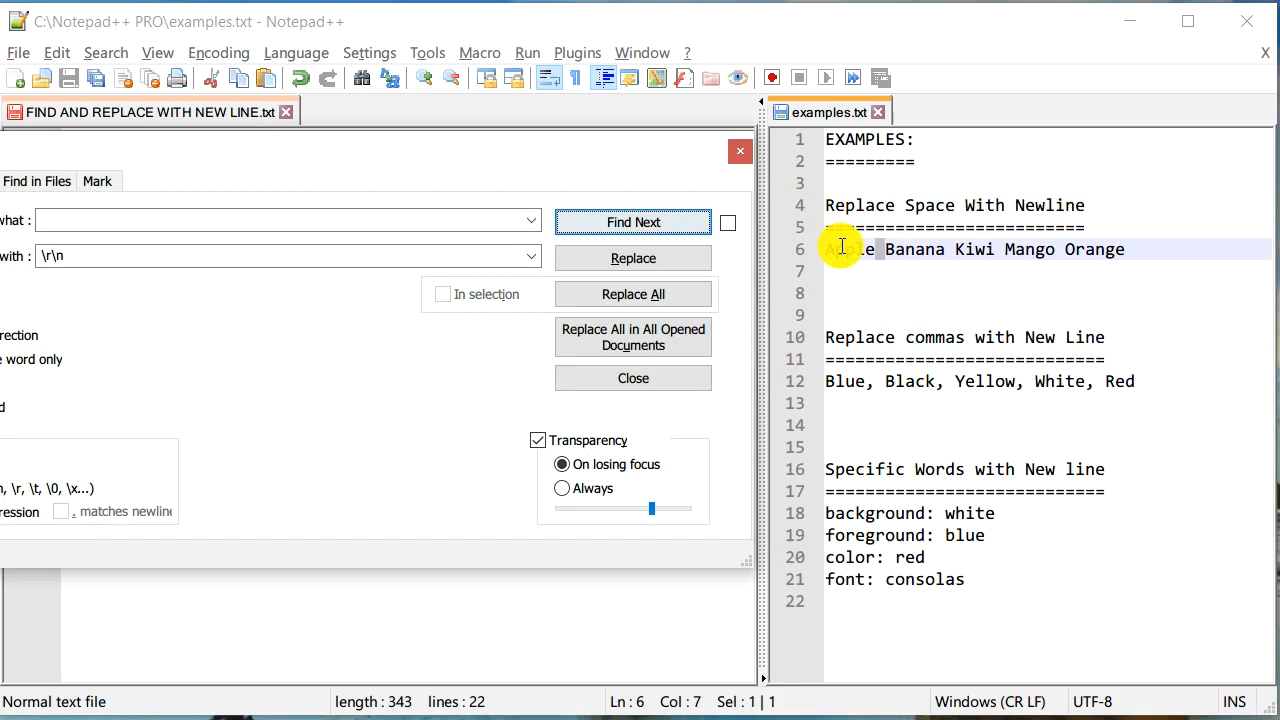 C:\Notepad++ PRO\examples.txt - Notepad++
File Edit Search View Encoding Language Settings Tools Macro Run Plugins Window ? X
FIND AND REPLACE WITH NEW LINE.txt
examples.txt
Find in Files Mark
what :
Find Next
with : \r\n
Replace
In selection
Replace All
rection
Replace All in All Opened
Documents
e word only
Close
d
Transparency
On losing focus
n, \r, \t, \0, \x...)
Always
ression . matches newline
1 EXAMPLES:
2 =========
3
4 Replace Space With Newline
5 ==========================
6 Apple Banana Kiwi Mango Orange
7
8
9
10 Replace commas with New Line
11 ============================
12 Blue, Black, Yellow, White, Red
13
14
15
16 Specific Words with New line
17 ============================
18 background: white
19 foreground: blue
20 color: red
21 font: consolas
22
Normal text file length : 343 lines : 22 Ln : 6 Col : 7 Sel : 1 | 1 Windows (CR LF) UTF-8 INS